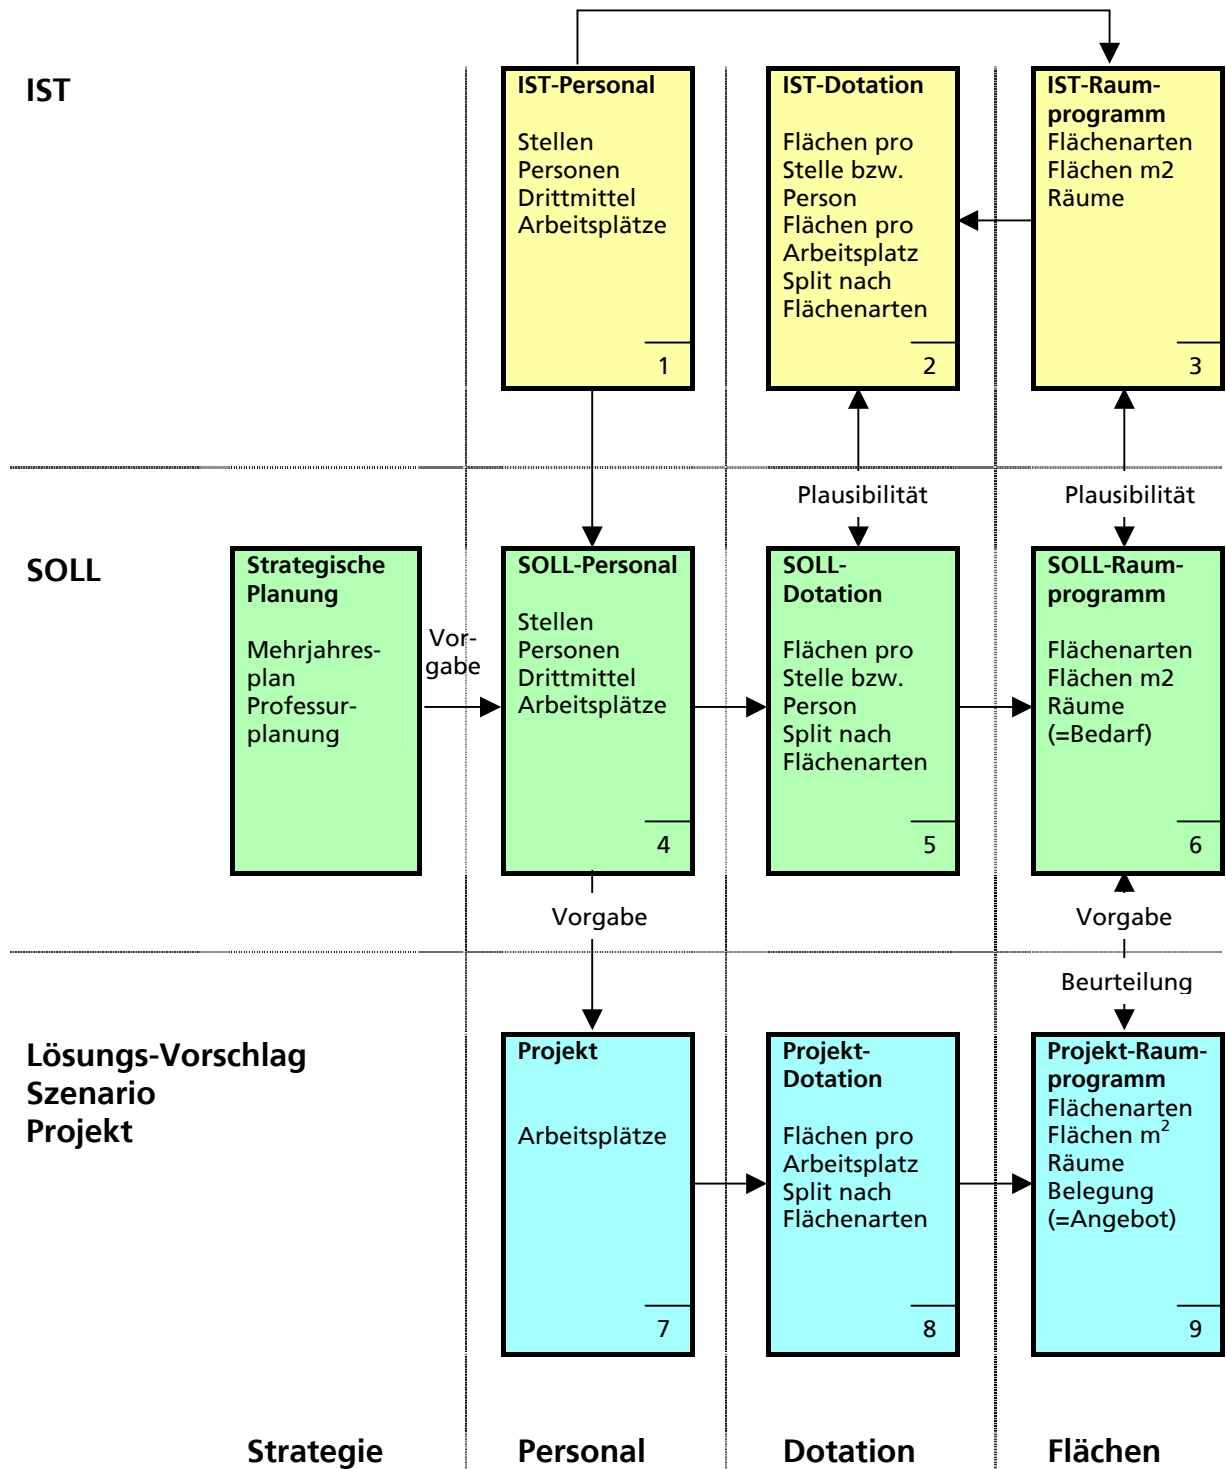 IST
IST-Personal
Stellen
Personen
Drittmittel
Arbeitsplätze
1
IST-Dotation
Flächen pro
Stelle bzw.
Person
Flächen pro
Arbeitsplatz
Split nach
Flächenarten
2
IST-Raum-
programm
Flächenarten
Flächen m2
Räume
3
Plausibilität
Plausibilität
SOLL
Strategische
Planung
Mehrjahres-
plan
Professur-
planung
Vor-
gabe
SOLL-Personal
Stellen
Personen
Drittmittel
Arbeitsplätze
4
SOLL-
Dotation
Flächen pro
Stelle bzw.
Person
Split nach
Flächenarten
5
SOLL-Raum-
programm
Flächenarten
Flächen m2
Räume
(=Bedarf)
6
Vorgabe
Vorgabe
Beurteilung
Lösungs-Vorschlag
Szenario
Projekt
Projekt
Arbeitsplätze
7
Projekt-
Dotation
Flächen pro
Arbeitsplatz
Split nach
Flächenarten
8
Projekt-Raum-
programm
Flächenarten
Flächen m²
Räume
Belegung
(=Angebot)
9
Strategie
Personal
Dotation
Flächen